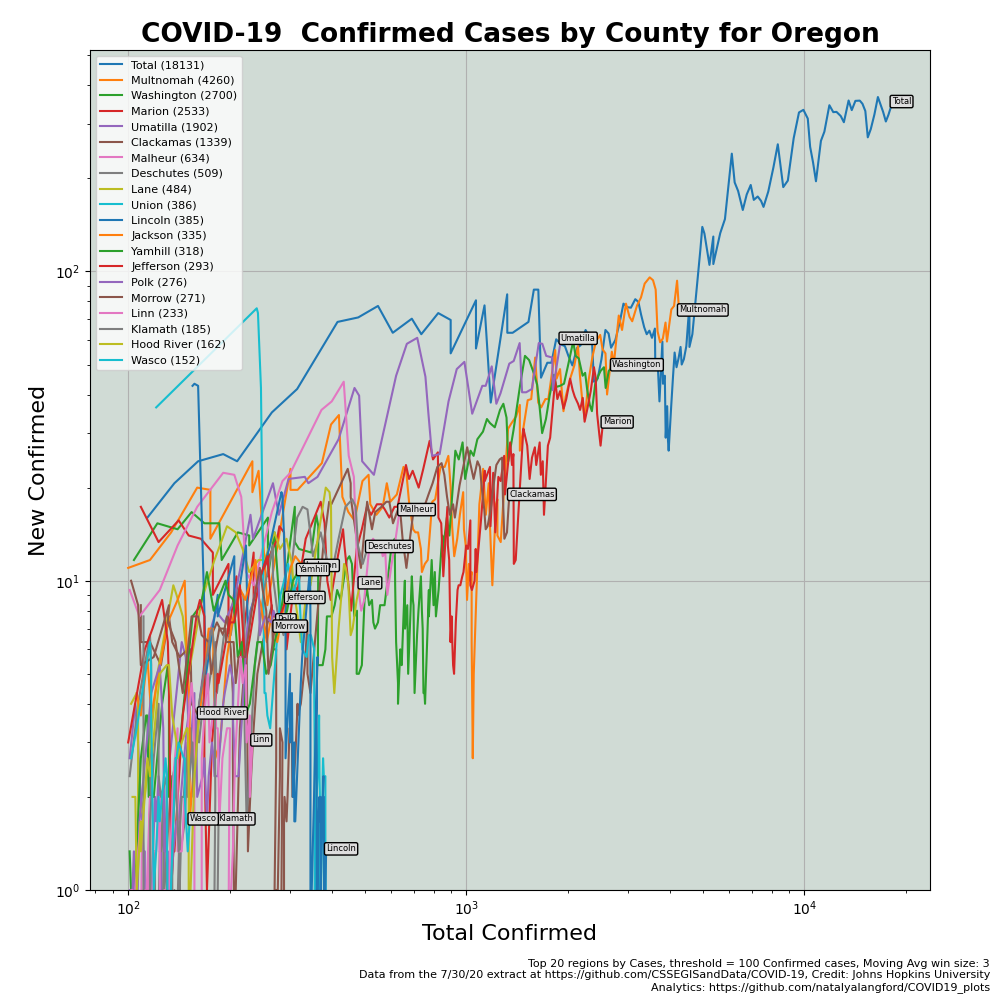 COVID-19  Confirmed Cases by County for Oregon
Total (18131)
Multnomah (4260)
Washington (2700)
Marion (2533)
Umatilla (1902)
Clackamas (1339)
Malheur (634)
Deschutes (509)
Lane (484)
Union (386)
Lincoln (385)
Jackson (335)
Yamhill (318)
Jefferson (293)
Polk (276)
Morrow (271)
Linn (233)
Klamath (185)
Hood River (162)
Wasco (152)
Total
Multnomah
Umatilla
Washington
Marion
Clackamas
Malheur
Deschutes
Yamhill
Lane
Jefferson
Morrow
Hood River
Linn
Wasco
Klamath
Lincoln
New Confirmed
10²
10¹
10⁰
10²
10³
10⁴
Total Confirmed
Top 20 regions by Cases, threshold = 100 Confirmed cases, Moving Avg win size: 3
Data from the 7/30/20 extract at https://github.com/CSSEGISandData/COVID-19, Credit: Johns Hopkins University
Analytics: https://github.com/natalyalangford/COVID19_plots